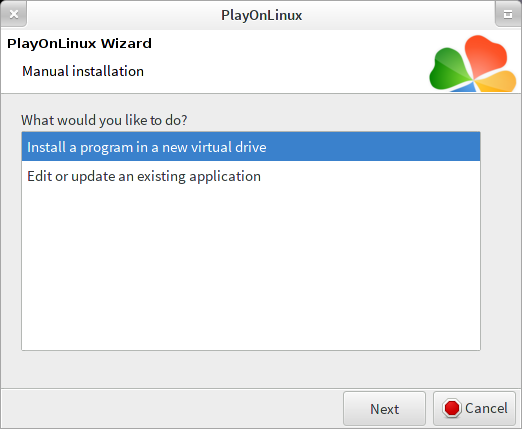 PlayOnLinux
PlayOnLinux Wizard
Manual installation
What would you like to do?
Install a program in a new virtual drive
Edit or update an existing application
Next
Cancel